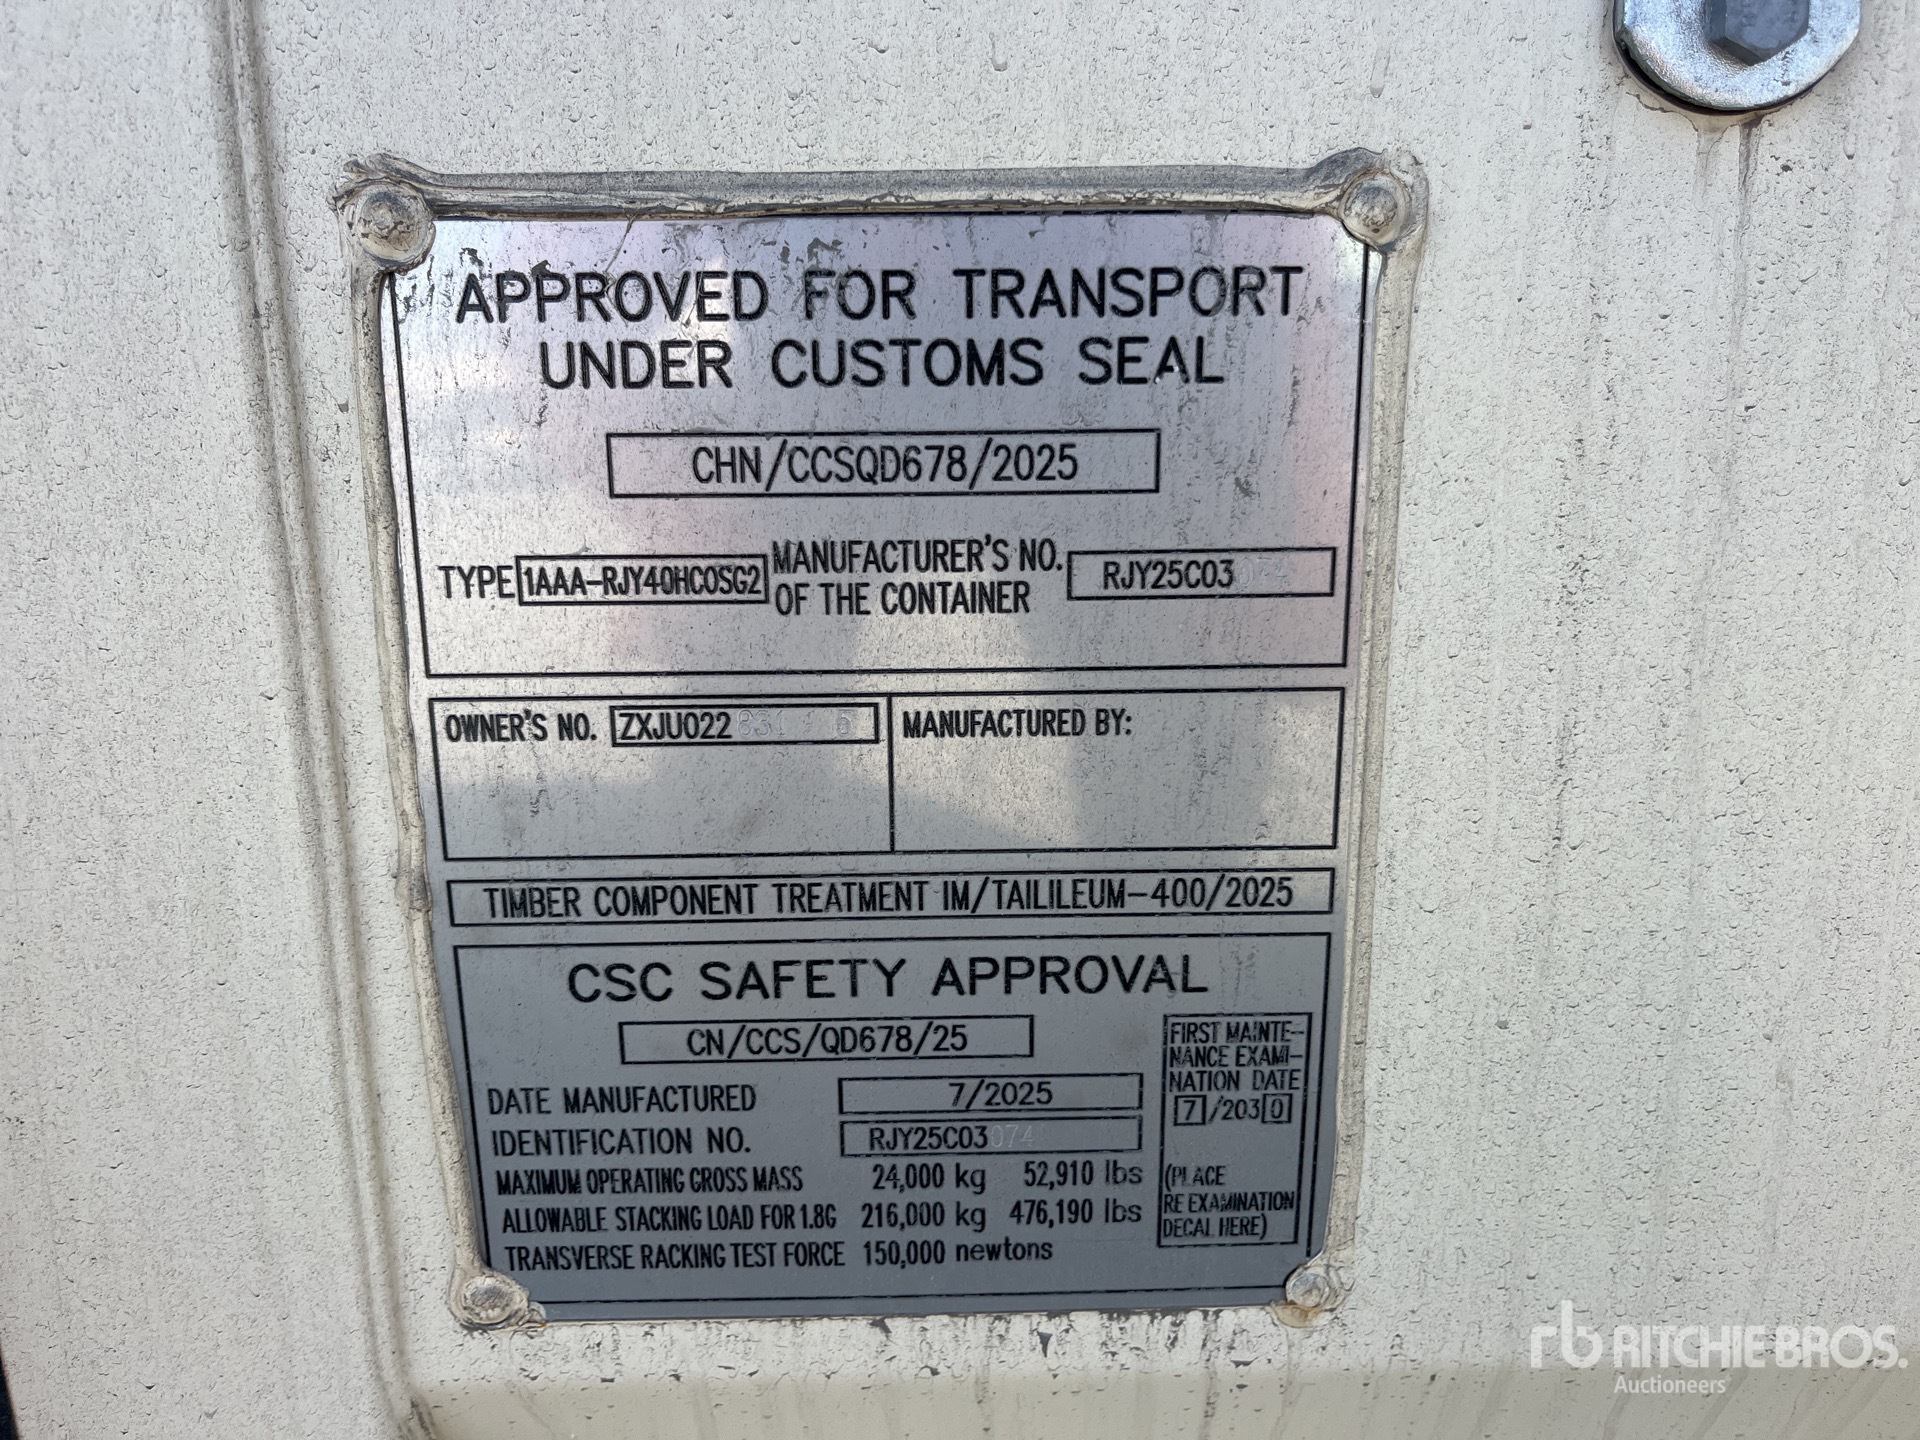 APPROVED FOR TRANSPORT
UNDER CUSTOMS SEAL
CHN/CCSQD678/2025
TYPE 1AAA-RJY40HCOSG2 MANUFACTURER'S NO. OF THE CONTAINER RJY25C03074
OWNER'S NO. ZXJU022
MANUFACTURED BY:
TIMBER COMPONENT TREATMENT IM/TAILILEUM-400/2025
CSC SAFETY APPROVAL
CN/CCS/QD678/25
DATE MANUFACTURED 7/2025
IDENTIFICATION NO. RJY25C03074
MAXIMUM OPERATING GROSS MASS 24,000 kg 52,910 lbs
ALLOWABLE STACKING LOAD FOR 1.8G 216,000 kg 476,190 lbs
TRANSVERSE RACKING TEST FORCE 150,000 newtons
FIRST MAINTE-
NANCE EXAMI-
NATION DATE
7/2030
(PLACE
RE EXAMINATION
DECAL HERE)
rb RITCHIE BROS.
Auctioneers